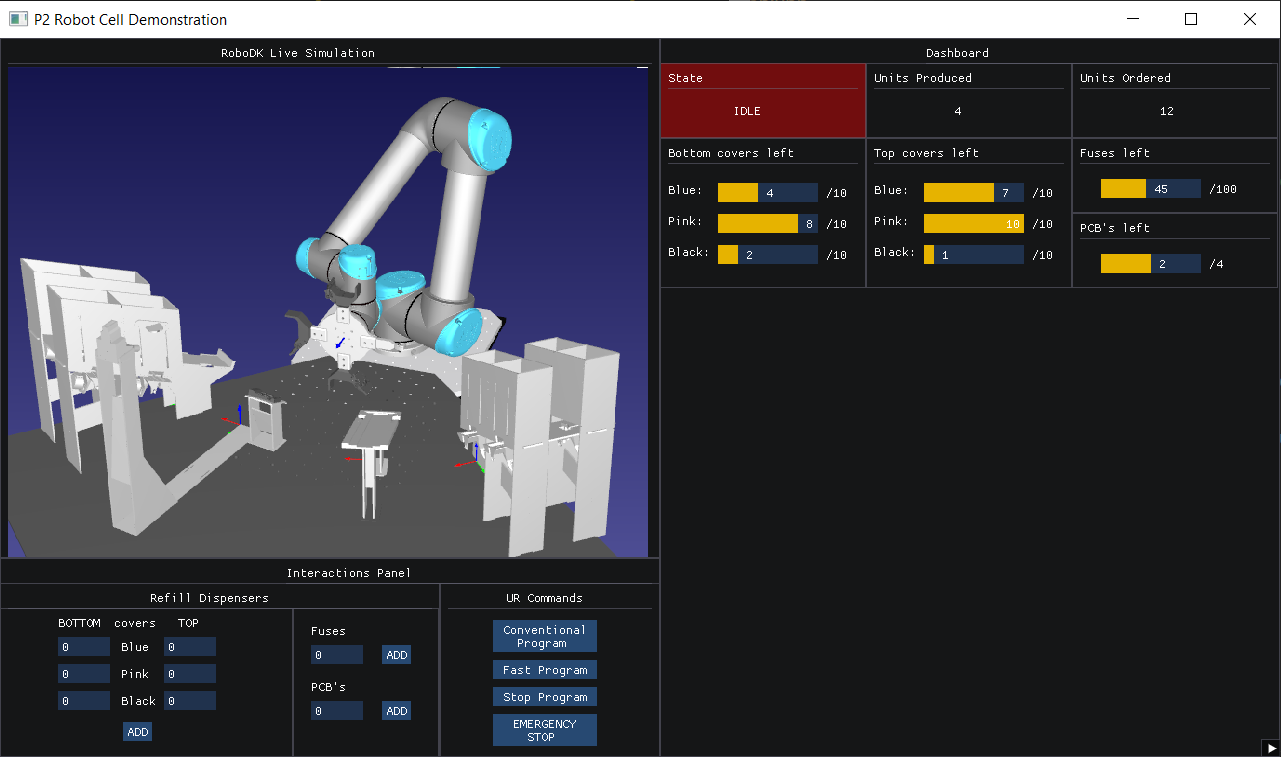 P2 Robot Cell Demonstration
RoboDK Live Simulation
Dashboard
State
IDLE
Units Produced
4
Units Ordered
12
Bottom covers left
Blue: 4 /10
Pink: 8 /10
Black: 2 /10
Top covers left
Blue: 7 /10
Pink: 10 /10
Black: 1 /10
Fuses left
45 /100
PCB's left
2 /4
Interactions Panel
Refill Dispensers
BOTTOM covers TOP
0 Blue 0
0 Pink 0
0 Black 0
ADD
Fuses
0 ADD
PCB's
0 ADD
UR Commands
Conventional
Program
Fast Program
Stop Program
EMERGENCY
STOP